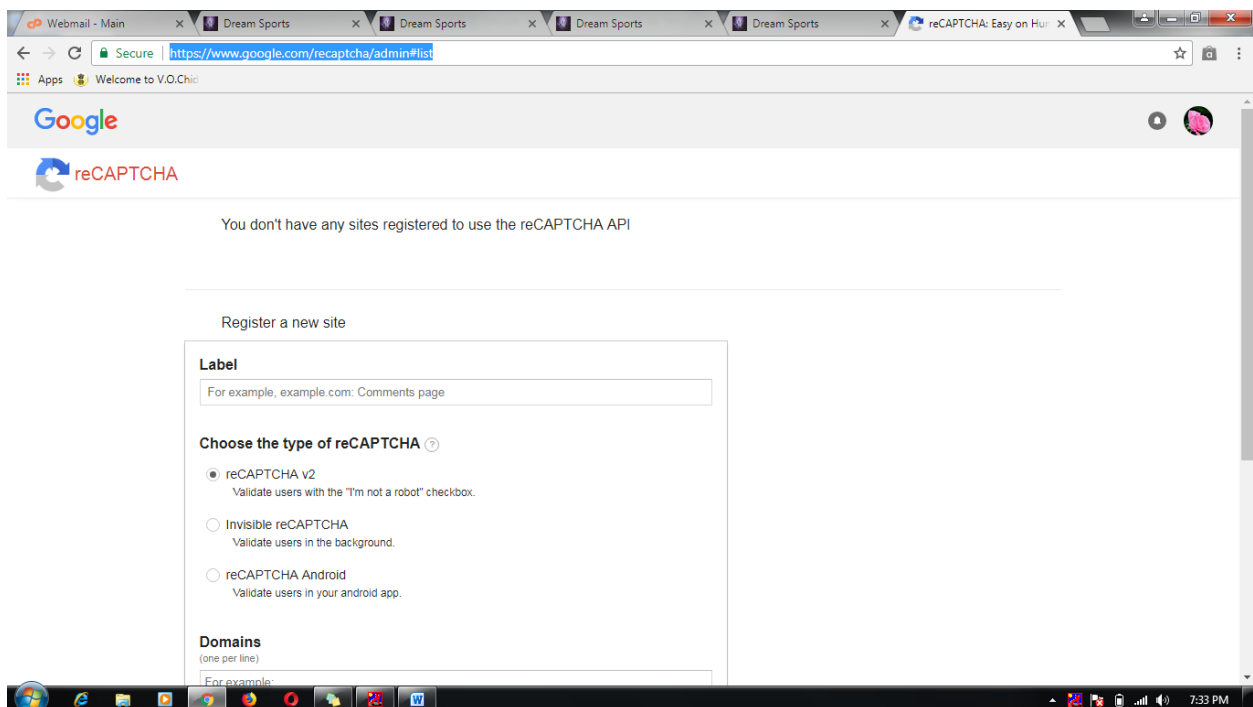 Webmail - Main
Dream Sports
Dream Sports
Dream Sports
Dream Sports
reCAPTCHA: Easy on Hum
Secure
https://www.google.com/recaptcha/admin#list
Apps
Welcome to V.O.Chid
Google
reCAPTCHA
You don't have any sites registered to use the reCAPTCHA API
Register a new site
Label
For example, example.com: Comments page
Choose the type of reCAPTCHA ?
reCAPTCHA v2
Validate users with the "I'm not a robot" checkbox.
Invisible reCAPTCHA
Validate users in the background.
reCAPTCHA Android
Validate users in your android app.
Domains
(one per line)
For example:
7:33 PM